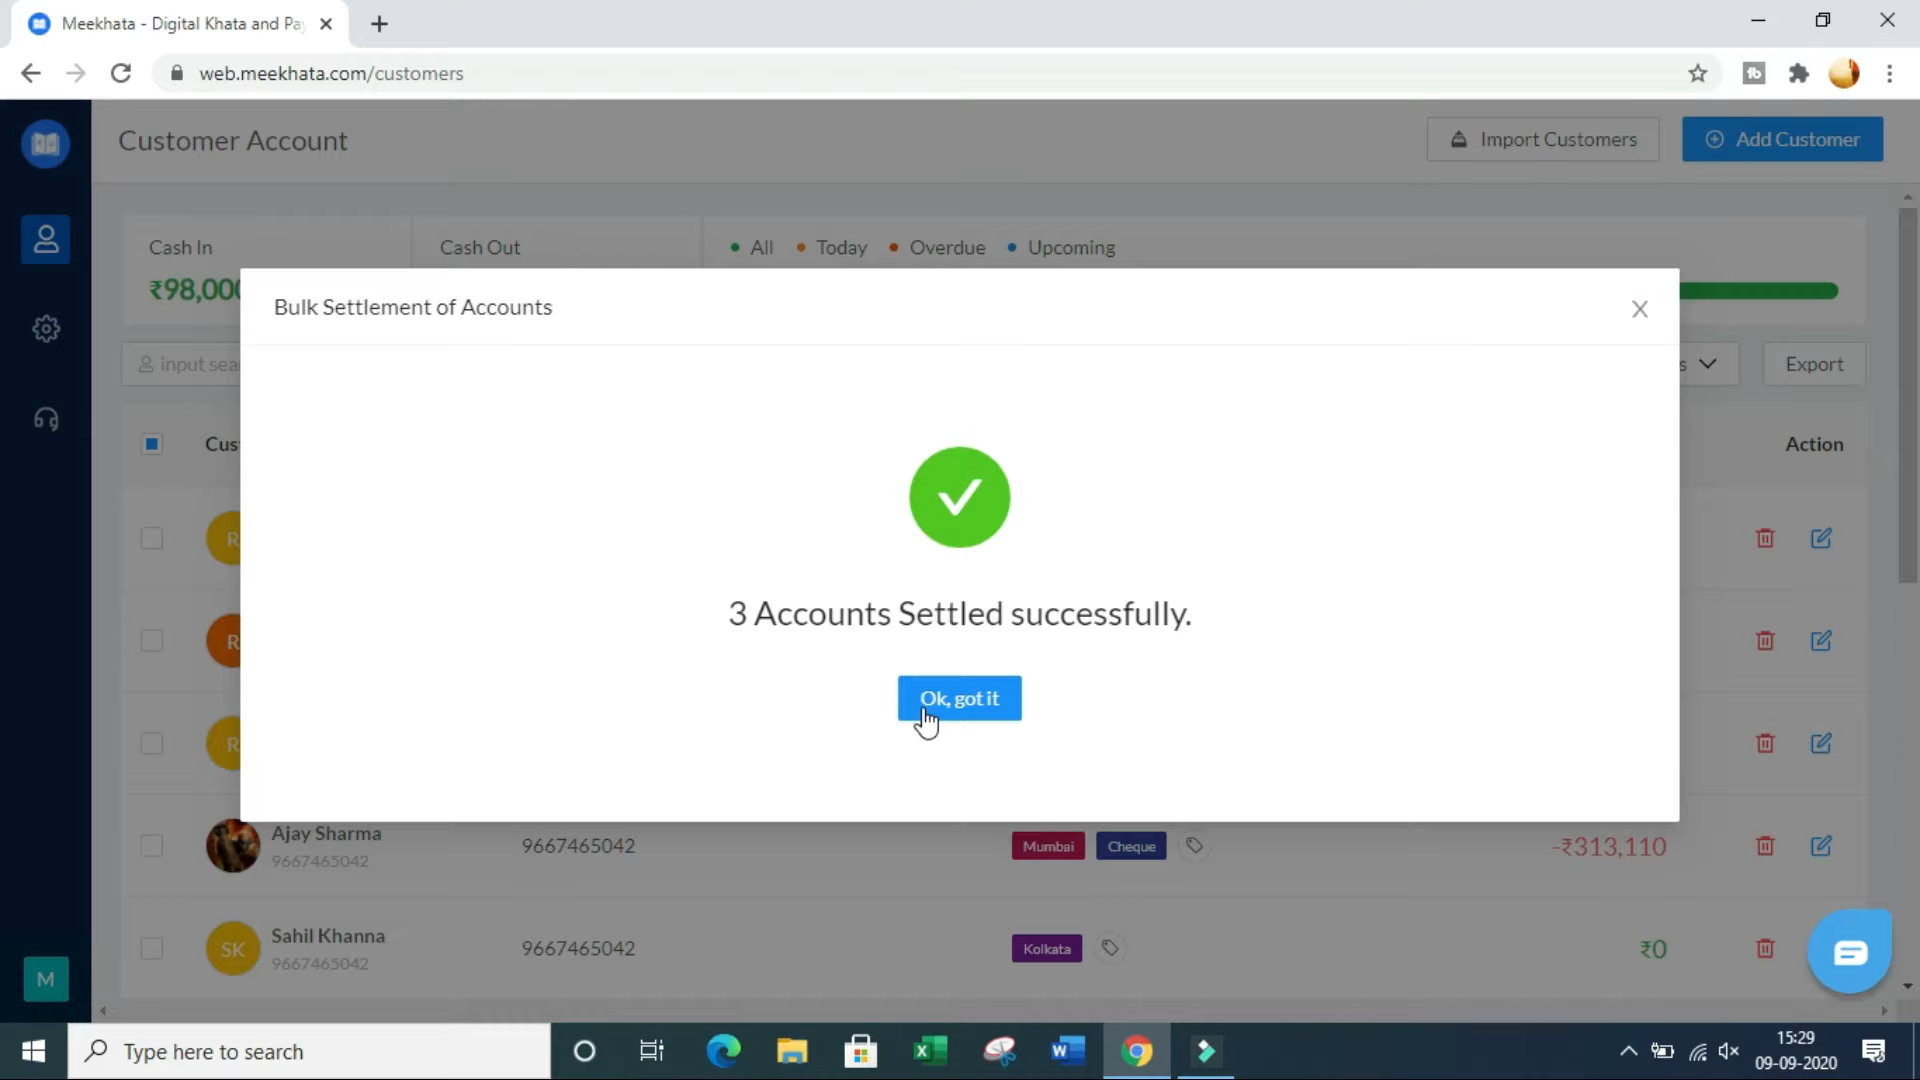 Meekhata - Digital Khata and Pa
web.meekhata.com/customers
Customer Account
Import Customers
Add Customer
Cash In
Cash Out
All
Today
Overdue
Upcoming
₹98,000
Bulk Settlement of Accounts
input sea
s
Export
Cus
Action
R
3 Accounts Settled successfully.
R
Ok, got it
R
Ajay Sharma
9667465042
9667465042
Mumbai
Cheque
-₹313,110
SK
Sahil Khanna
9667465042
9667465042
Kolkata
₹0
M
Type here to search
15:29
09-09-2020